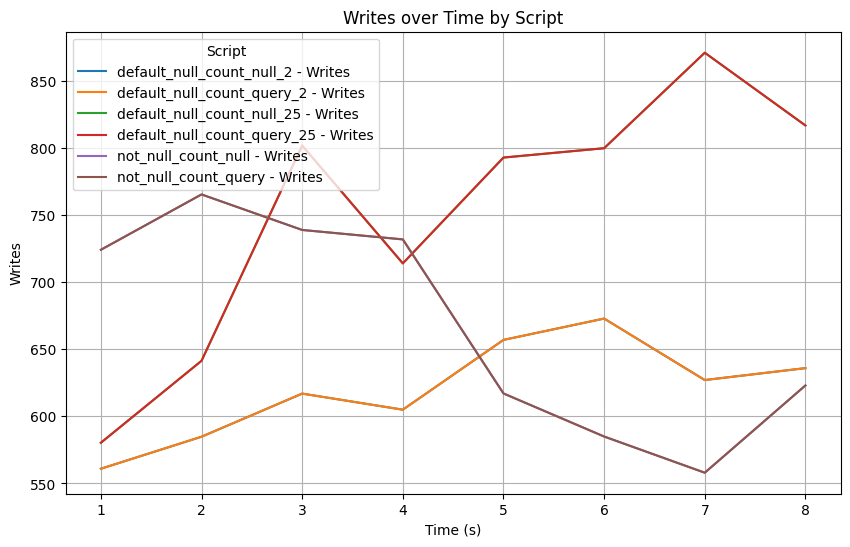 Writes over Time by Script
Script
default_null_count_null_2 - Writes
default_null_count_query_2 - Writes
default_null_count_null_25 - Writes
default_null_count_query_25 - Writes
not_null_count_null - Writes
not_null_count_query - Writes
850
800
750
700
650
600
550
Writes
1 2 3 4 5 6 7 8
Time (s)